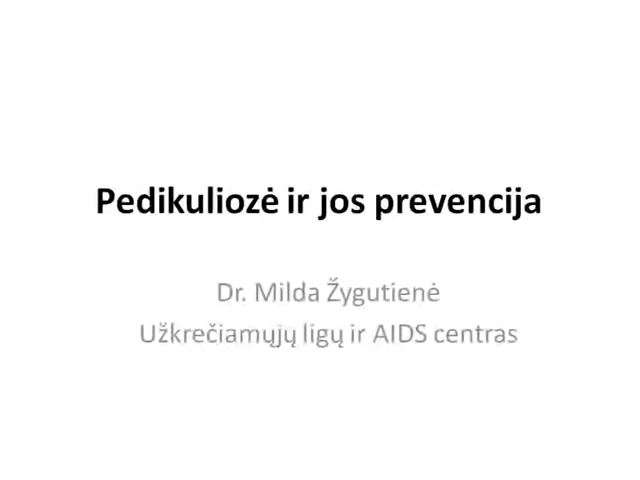 Pedikuliozė ir jos prevencija
Dr. Milda Žygutienė
Užkrečiamųjų ligų ir AIDS centras